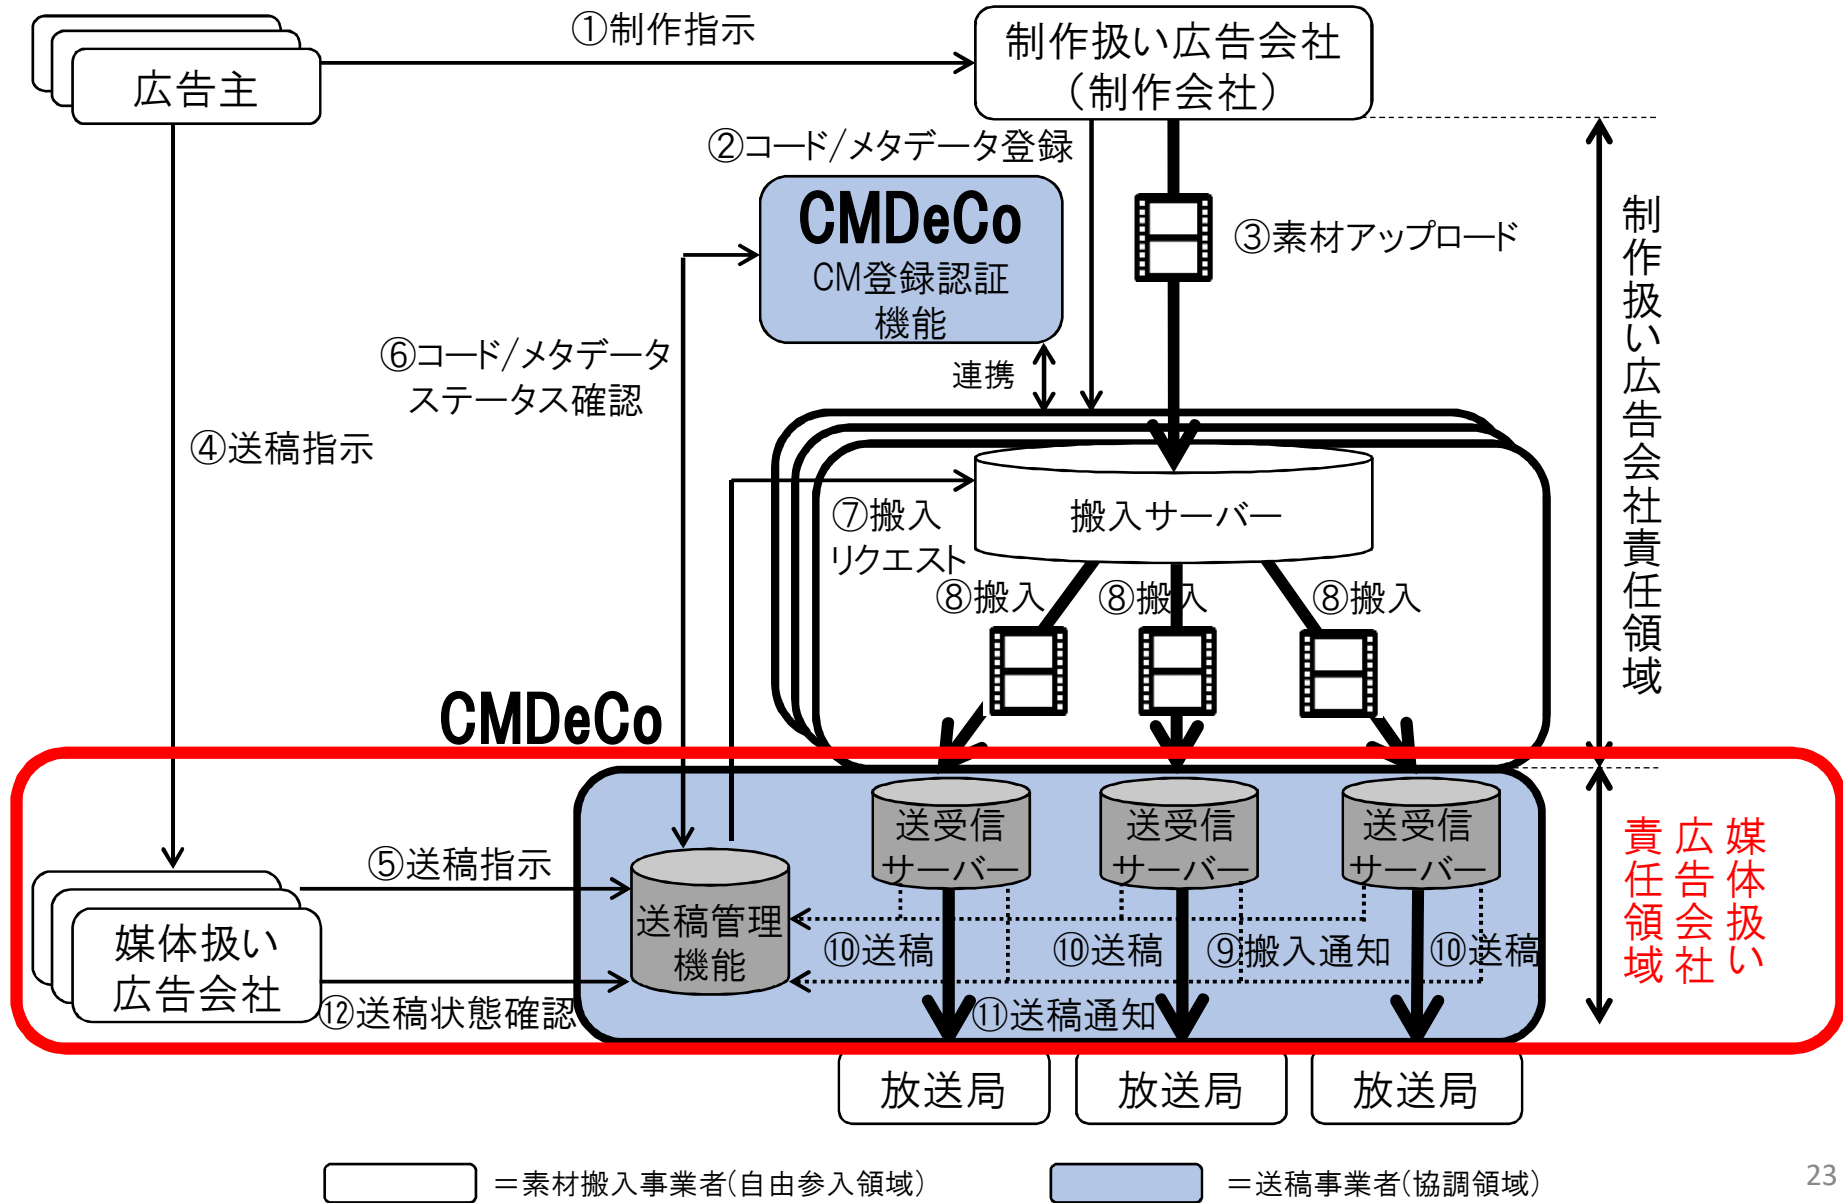 ①制作指示
制作扱い広告会社
（制作会社）
広告主
②コード/メタデータ登録
CMDeCo
CM登録認証
機能
③素材アップロード
制作扱い広告会社責任領域
⑥コード/メタデータ
ステータス確認
連携
④送稿指示
⑦搬入
リクエスト
搬入サーバー
⑧搬入
⑧搬入
⑧搬入
CMDeCo
送受信
サーバー
送受信
サーバー
送受信
サーバー
媒体扱い
広告会社
責任領域
⑤送稿指示
送稿管理
機能
媒体扱い
広告会社
⑩送稿
⑩送稿
⑨搬入通知
⑩送稿
⑫送稿状態確認
⑪送稿通知
放送局
放送局
放送局
＝素材搬入事業者(自由参入領域)
＝送稿事業者(協調領域)
23